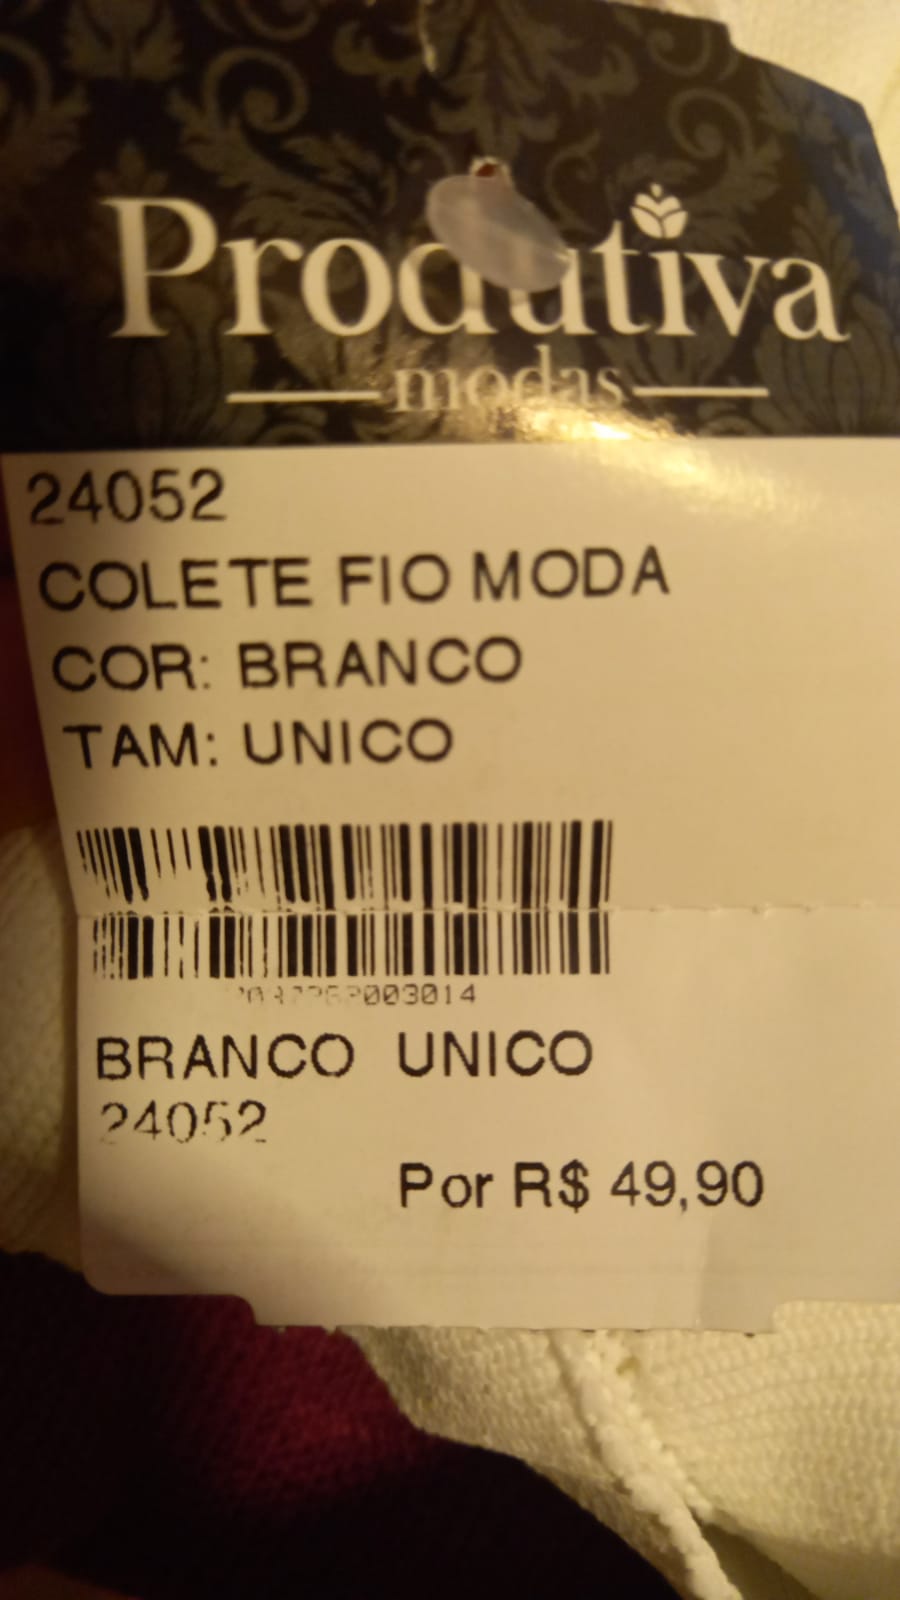 Produtiva
modas
24052
COLETE FIO MODA
COR: BRANCO
TAM: UNICO
BRANCO UNICO
24052
Por R$ 49,90